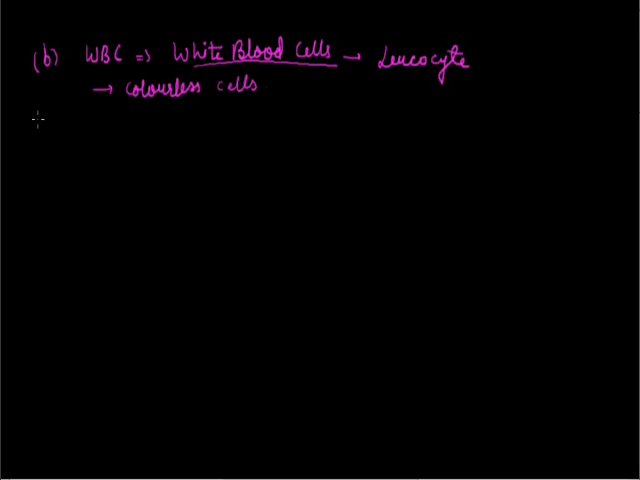 (b) WBC => White Blood Cells → Leucocyte
→ colourless cells.